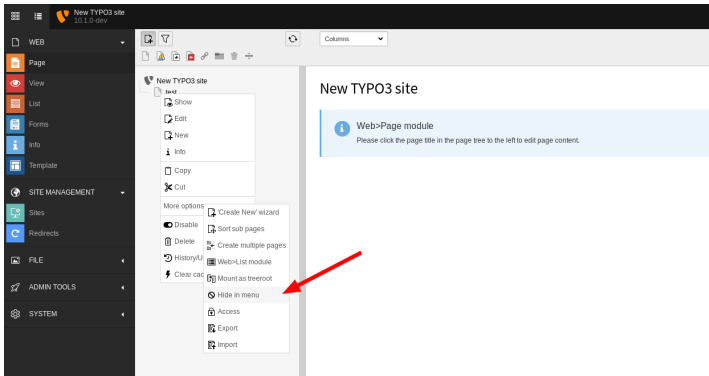 New TYPO3 site
10.1.0-dev
WEB
Page
View
List
Forms
Info
Template
SITE MANAGEMENT
Sites
Redirects
FILE
ADMIN TOOLS
SYSTEM
Columns
New TYPO3 site
test
Show
Edit
New
Info
Copy
Cut
More options
Disable
Delete
Clear
'Create New' wizard
Sort sub pages
Create multiple pages
Web>List module
Mount as treeroot
Hide in menu
Access
Export
Import
New TYPO3 site
Web>Page module
Please click the page title in the page tree to the left to edit page content.